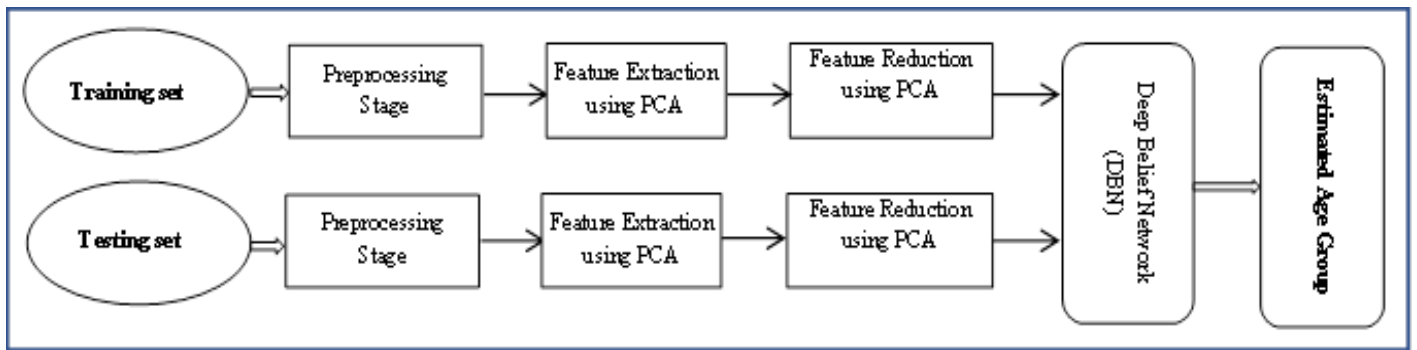 Training set
Preprocessing
Stage
Feature Extraction
using PCA
Feature Reduction
using PCA
Testing set
Preprocessing
Stage
Feature Extraction
using PCA
Feature Reduction
using PCA
Deep Belief Network
(DBN)
Estimated Age Group